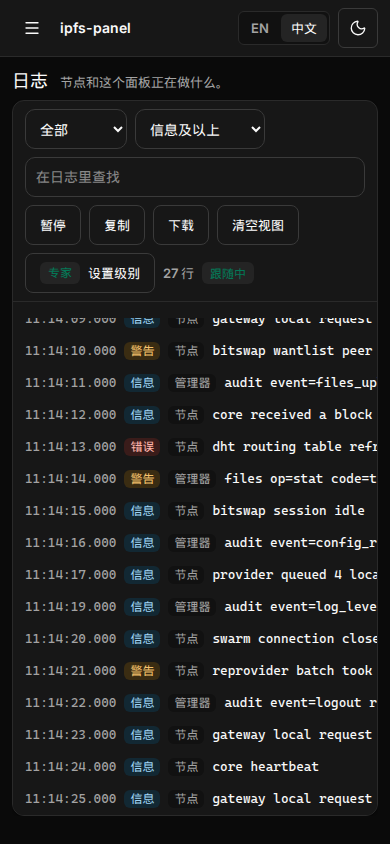 ipfs-panel EN 中文
日志 节点和这个面板正在做什么。
全部 信息及以上
在日志里查找
暂停 复制 下载 清空视图
专家 设置级别 27 行 跟随中
11:14:09.000 信息 节点 gateway local request
11:14:10.000 警告 节点 bitswap wantlist peer
11:14:11.000 信息 管理器 audit event=files_up
11:14:12.000 信息 节点 core received a block
11:14:13.000 错误 节点 dht routing table refr
11:14:14.000 警告 管理器 files op=stat code=t
11:14:15.000 信息 节点 bitswap session idle
11:14:16.000 信息 管理器 audit event=config_r
11:14:17.000 信息 节点 provider queued 4 loca
11:14:19.000 信息 管理器 audit event=log_leve
11:14:20.000 信息 节点 swarm connection close
11:14:21.000 警告 节点 reprovider batch took
11:14:22.000 信息 管理器 audit event=logout r
11:14:23.000 信息 节点 gateway local request
11:14:24.000 信息 节点 core heartbeat
11:14:25.000 信息 节点 gateway local request